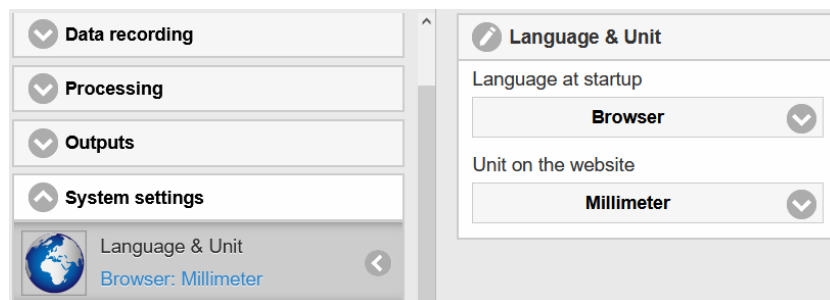 Data recording
Processing
Outputs
System settings
Language & Unit
Browser: Millimeter
Language & Unit
Language at startup
Browser
Unit on the website
Millimeter